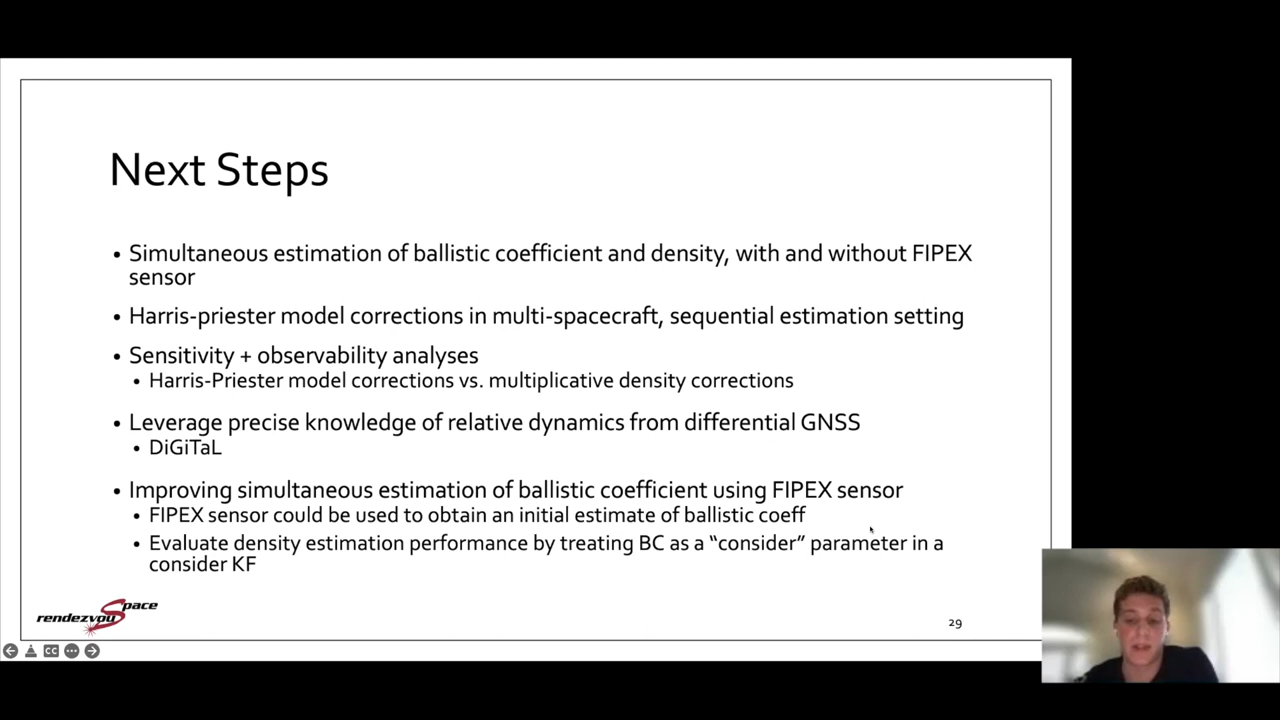 Next Steps
• Simultaneous estimation of ballistic coefficient and density, with and without FIPEX
sensor
• Harris-priester model corrections in multi-spacecraft, sequential estimation setting
• Sensitivity + observability analyses
• Harris-Priester model corrections vs. multiplicative density corrections
• Leverage precise knowledge of relative dynamics from differential GNSS
• DiGiTaL
• Improving simultaneous estimation of ballistic coefficient using FIPEX sensor
• FIPEX sensor could be used to obtain an initial estimate of ballistic coeff
• Evaluate density estimation performance by treating BC as a “consider” parameter in a
consider KF
rendezvouSpace
29
CC